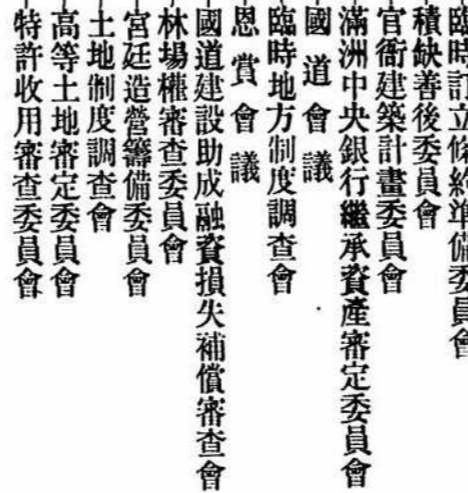 臨時訂立條約準備委員會
積缺善後委員會
官衙建築計畫委員會
滿洲中央銀行繼承資產審定委員會
國道會議
臨時地方制度調查會
恩賞會議
國道建設助成融資損失補償審查會
林場權審查委員會
宮廷造營籌備委員會
土地制度調查會
高等土地審定委員會
特許收用審查委員會